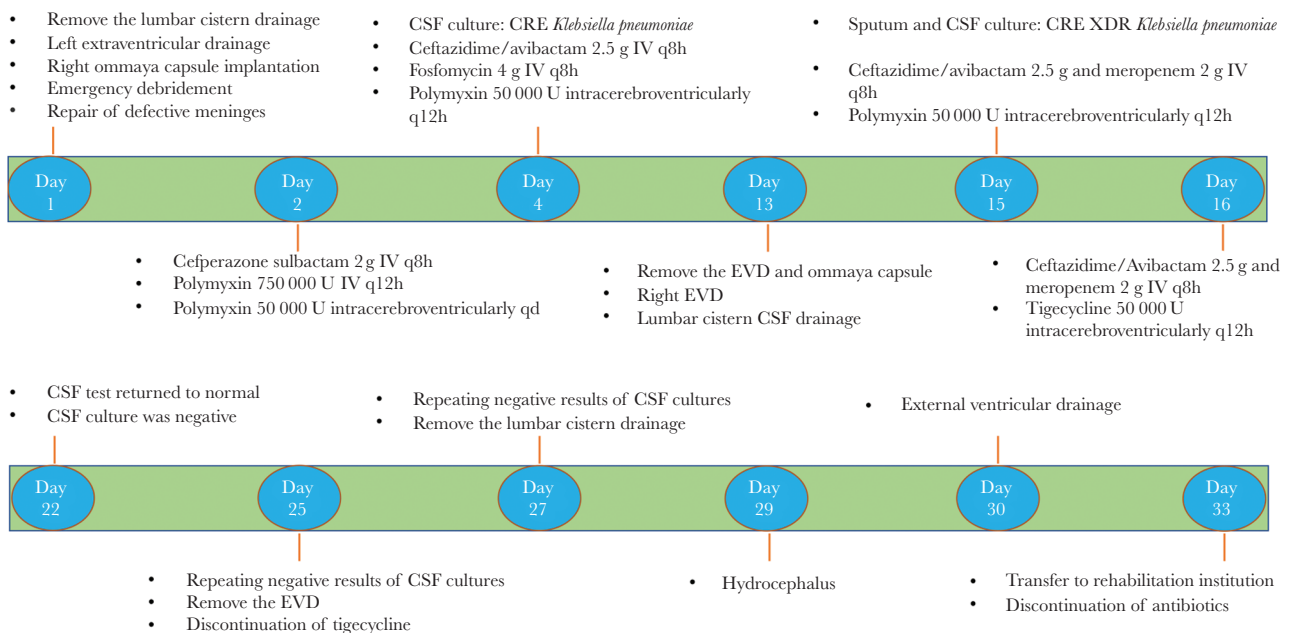 • Remove the lumbar cistern drainage
• Left extraventricular drainage
• Right ommaya capsule implantation
• Emergency debridement
• Repair of defective meninges
• CSF culture: CRE Klebsiella pneumoniae
• Ceftazidime/avibactam 2.5 g IV q8h
• Fosfomycin 4 g IV q8h
• Polymyxin 50 000 U intracerebroventricularly
q12h
• Sputum and CSF culture: CRE XDR Klebsiella pneumoniae
• Ceftazidime/avibactam 2.5 g and meropenem 2 g IV
q8h
• Polymyxin 50 000 U intracerebroventricularly q12h
Day
1
Day
2
Day
4
Day
13
Day
15
Day
16
• Cefperazone sulbactam 2 g IV q8h
• Polymyxin 750 000 U IV q12h
• Polymyxin 50 000 U intracerebroventricularly qd
• Remove the EVD and ommaya capsule
• Right EVD
• Lumbar cistern CSF drainage
• Ceftazidime/Avibactam 2.5 g and
meropenem 2 g IV q8h
• Tigecycline 50 000 U
intracerebroventricularly q12h
• CSF test returned to normal
• CSF culture was negative
• Repeating negative results of CSF cultures
• Remove the lumbar cistern drainage
• External ventricular drainage
Day
22
Day
25
Day
27
Day
29
Day
30
Day
33
• Repeating negative results of CSF cultures
• Remove the EVD
• Discontinuation of tigecycline
• Hydrocephalus
• Transfer to rehabilitation institution
• Discontinuation of antibiotics